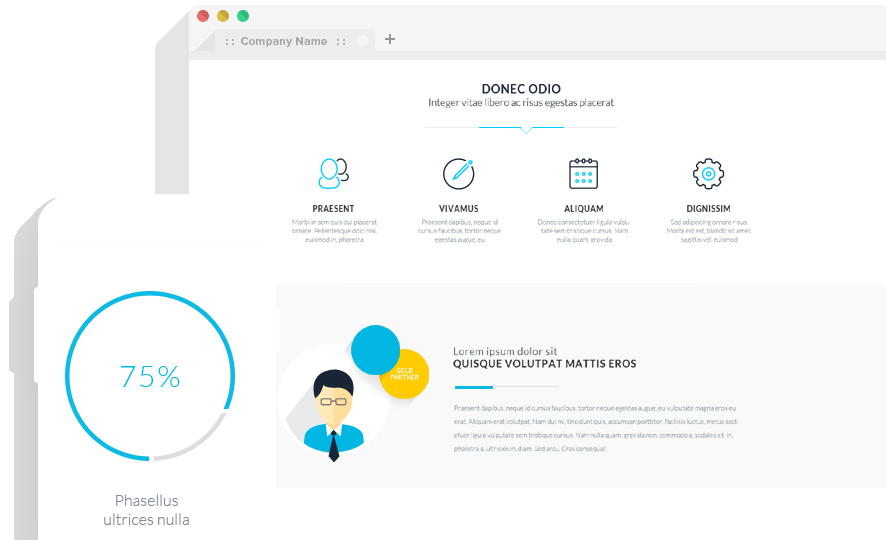 :: Company Name ::
DONEC ODIO
Integer vitae libero ac risus egestas placerat
PRAESENT
Morbi in sem quis dui placerat
ornare. Pellentesque odio nisi,
euismod in, pharetra
VIVAMUS
Praesent dapibus, neque id
cursus faucibus, tortor neque
egestas augue, eu
ALIQUAM
Donec consectetuer ligula vulpu-
tate sem tristique cursus. Nam
nulla quam, gravida
DIGNISSIM
Sed adipiscing ornare risus.
Morbi est est, blandit sit amet,
sagittis vel, euismod
75%
Phasellus
ultrices nulla
GOLD
PARTNER
Lorem ipsum dolor sit
QUISQUE VOLUTPAT MATTIS EROS
Praesent dapibus, neque id cursus faucibus, tortor neque egestas augue, eu vulputate magna eros eu
erat. Aliquam erat volutpat. Nam dui mi, tincidunt quis, accumsan porttitor, facilisis luctus, metus sect-
etuer ligula vulputate sem tristique cursus. Nam nulla quam, gravida non, commodo a, sodales sit in,
pharetra a, ultricies in, diam. Sed arcu. Cras consequat